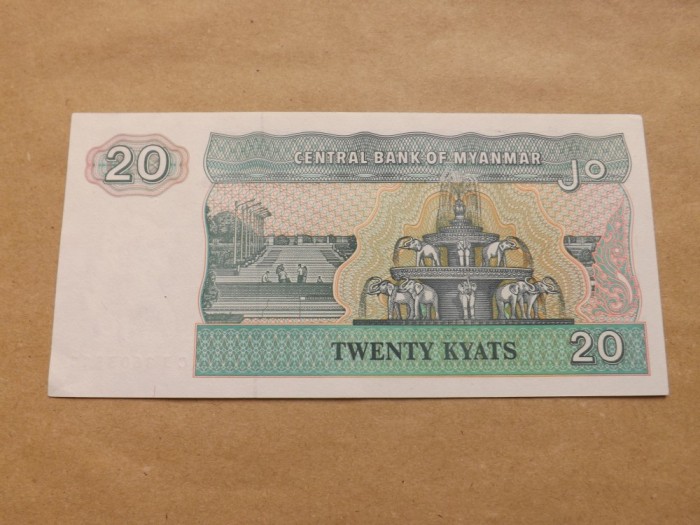 20
CENTRAL BANK OF MYANMAR
၂၀
TWENTY KYATS
20